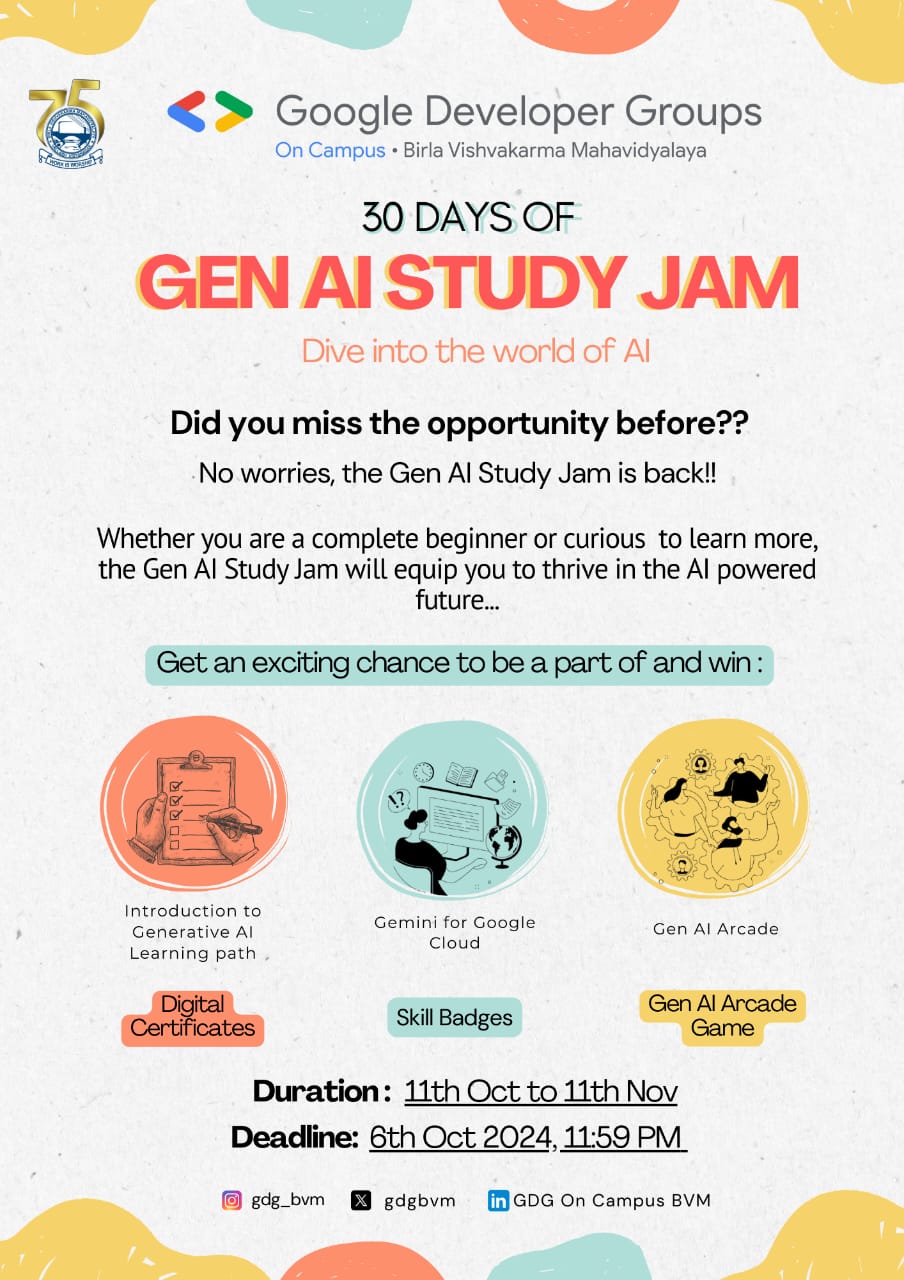 75
WORK IS WORSHIP
Google Developer Groups
On Campus • Birla Vishvakarma Mahavidyalaya
30 DAYS OF
GEN AI STUDY JAM
Dive into the world of AI
Did you miss the opportunity before??
No worries, the Gen AI Study Jam is back!!
Whether you are a complete beginner or curious to learn more,
the Gen AI Study Jam will equip you to thrive in the AI powered
future...
Get an exciting chance to be a part of and win :
!?
Introduction to
Generative AI
Learning path
Gemini for Google
Cloud
Gen AI Arcade
Digital
Certificates
Skill Badges
Gen AI Arcade
Game
Duration : 11th Oct to 11th Nov
Deadline: 6th Oct 2024, 11:59 PM
gdg_bvm X gdgbvm in GDG On Campus BVM